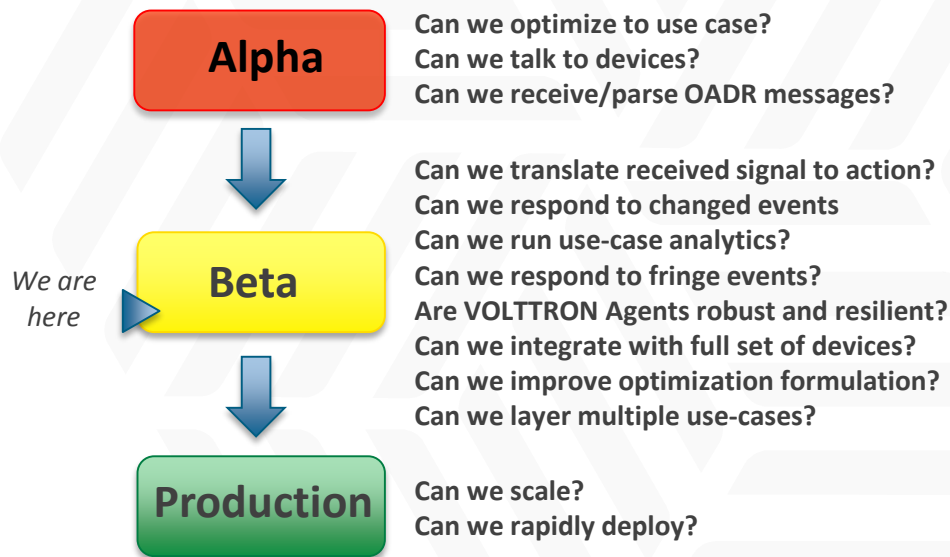 Alpha
Can we optimize to use case?
Can we talk to devices?
Can we receive/parse OADR messages?
We are
here
Beta
Can we translate received signal to action?
Can we respond to changed events
Can we run use-case analytics?
Can we respond to fringe events?
Are VOLTTRON Agents robust and resilient?
Can we integrate with full set of devices?
Can we improve optimization formulation?
Can we layer multiple use-cases?
Production
Can we scale?
Can we rapidly deploy?